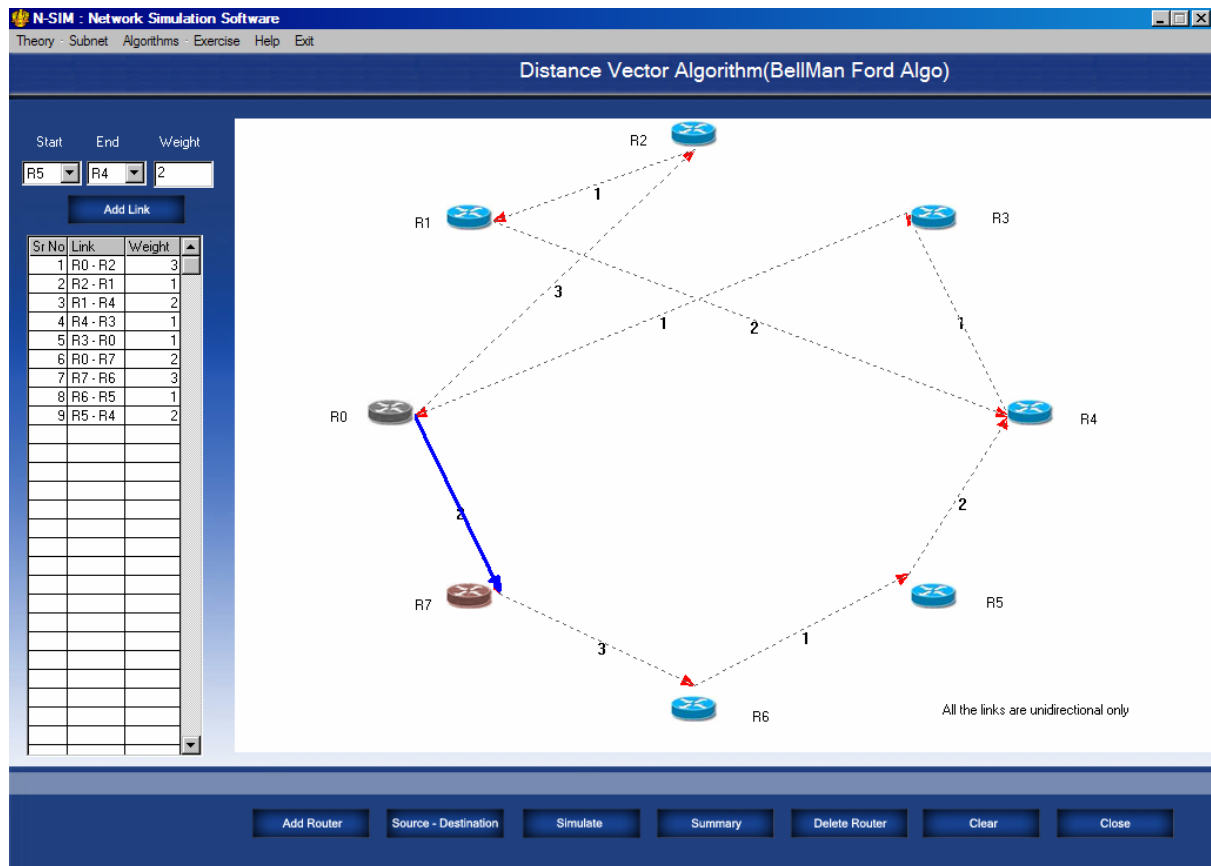 N-SIM : Network Simulation Software
Theory - Subnet Algorithms - Exercise Help Exit
Distance Vector Algorithm(BellMan Ford Algo)
Start End Weight
R5 R4 2
Add Link
Sr No Link Weight
1 R0 - R2 3
2 R2 - R1 1
3 R1 - R4 2
4 R4 - R3 1
5 R3 - R0 1
6 R0 - R7 2
7 R7 - R6 3
8 R6 - R5 1
9 R5 - R4 2
R2
1
R1
R3
3
1
2
1
R0
R4
2
2
R7
R5
3
1
R6
All the links are unidirectional only
Add Router Source - Destination Simulate Summary Delete Router Clear Close